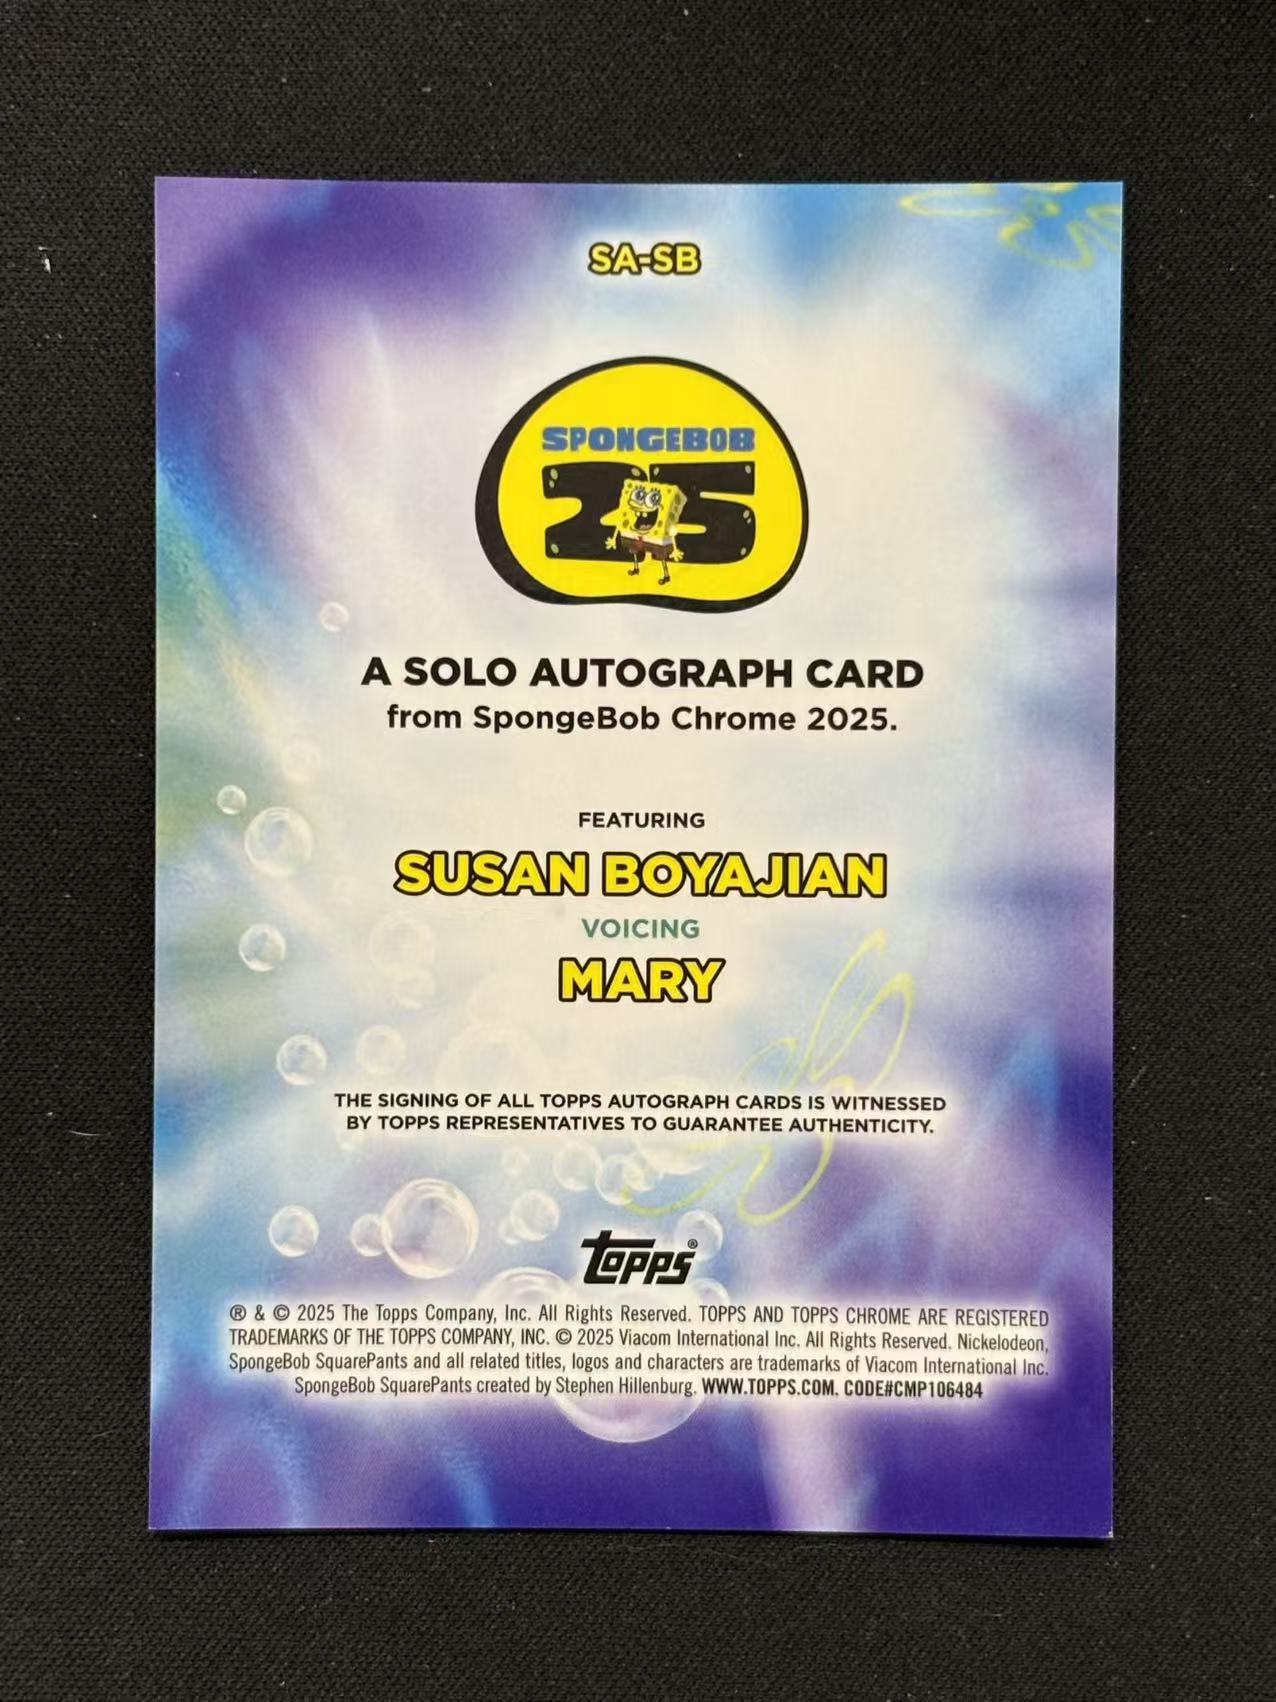 SA-SB
SPONGEBOB
25
A SOLO AUTOGRAPH CARD
from SpongeBob Chrome 2025.
FEATURING
SUSAN BOYAJIAN
VOICING
MARY
THE SIGNING OF ALL TOPPS AUTOGRAPH CARDS IS WITNESSED
BY TOPPS REPRESENTATIVES TO GUARANTEE AUTHENTICITY.
topps®
® & © 2025 The Topps Company, Inc. All Rights Reserved. TOPPS AND TOPPS CHROME ARE REGISTERED
TRADEMARKS OF THE TOPPS COMPANY, INC. © 2025 Viacom International Inc. All Rights Reserved. Nickelodeon,
SpongeBob SquarePants and all related titles, logos and characters are trademarks of Viacom International Inc.
SpongeBob SquarePants created by Stephen Hillenburg. WWW.TOPPS.COM. CODE#CMP106484